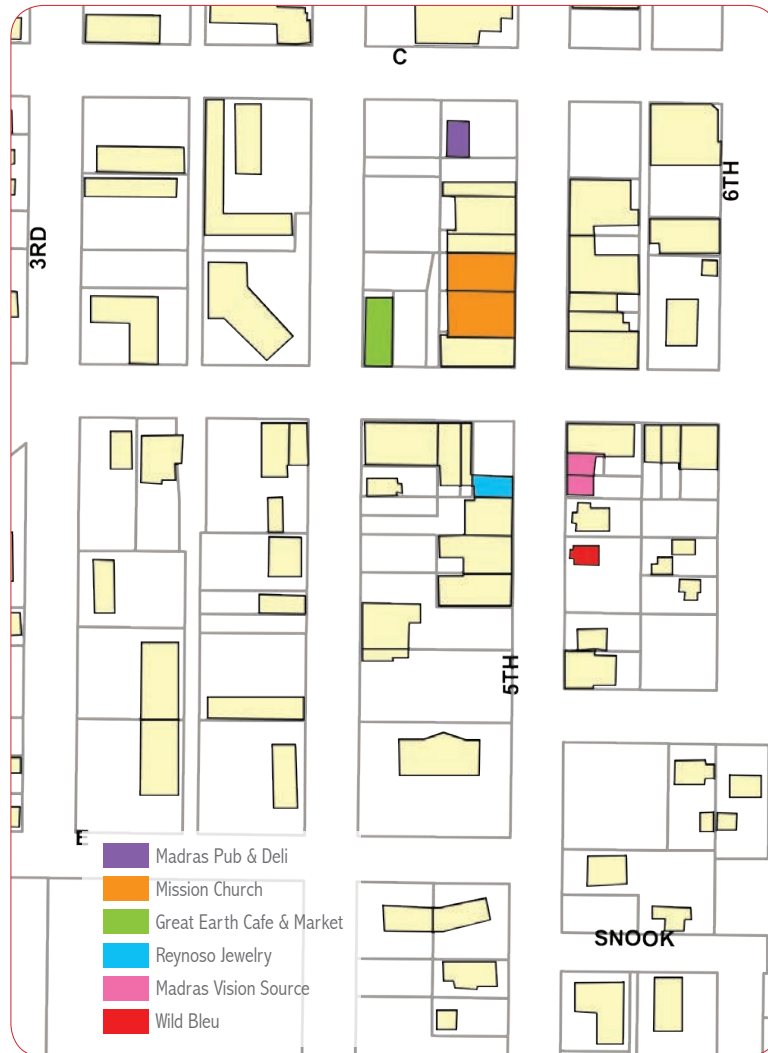 C
6TH
3RD
5TH
E
Madras Pub & Deli
Mission Church
Great Earth Cafe & Market
Reynoso Jewelry
Madras Vision Source
Wild Bleu
SNOOK